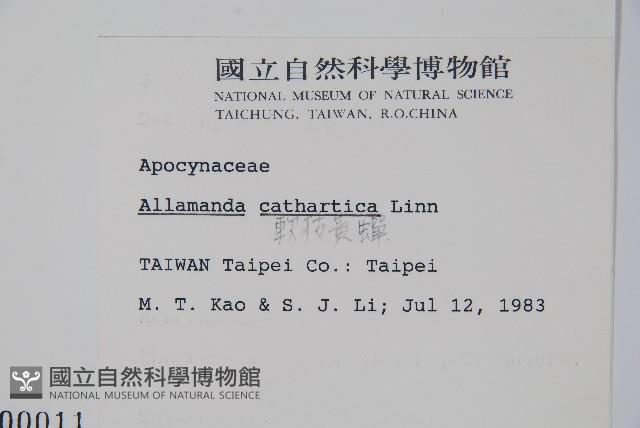 國立自然科學博物館
NATIONAL MUSEUM OF NATURAL SCIENCE
TAICHUNG, TAIWAN, R.O.CHINA
Apocynaceae
Allamanda cathartica Linn
軟枝黃蟬
TAIWAN Taipei Co.: Taipei
M. T. Kao & S. J. Li; Jul 12, 1983
國立自然科學博物館
NATIONAL MUSEUM OF NATURAL SCIENCE
00011